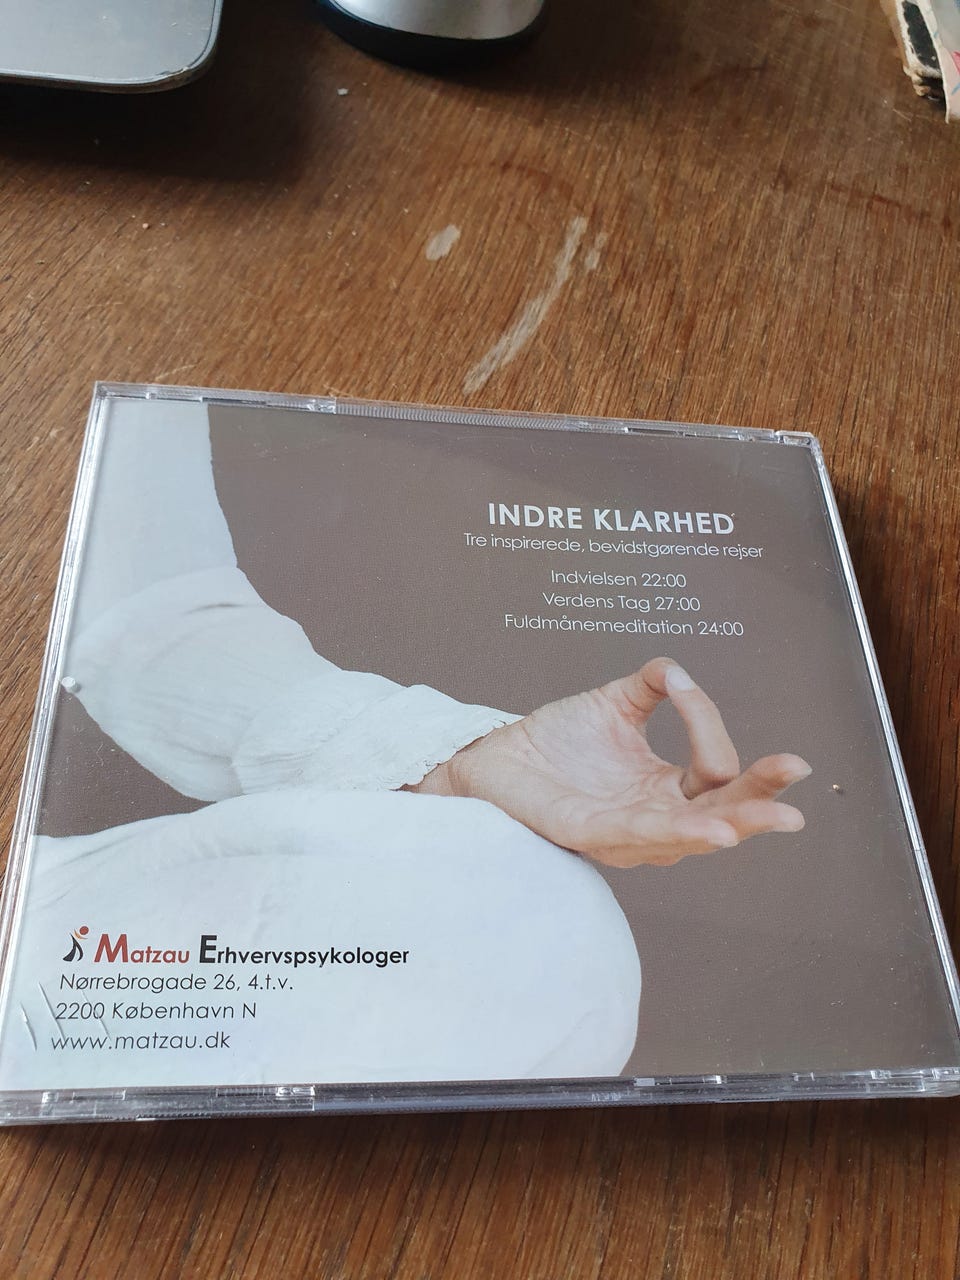 INDRE KLARHED
Tre inspirerede, bevidstgørende rejser
Indvielsen 22:00
Verdens Tag 27:00
Fuldmånemeditation 24:00
Matzau Erhvervspsykologer
Nørrebrogade 26, 4.t.v.
2200 København N
www.matzau.dk